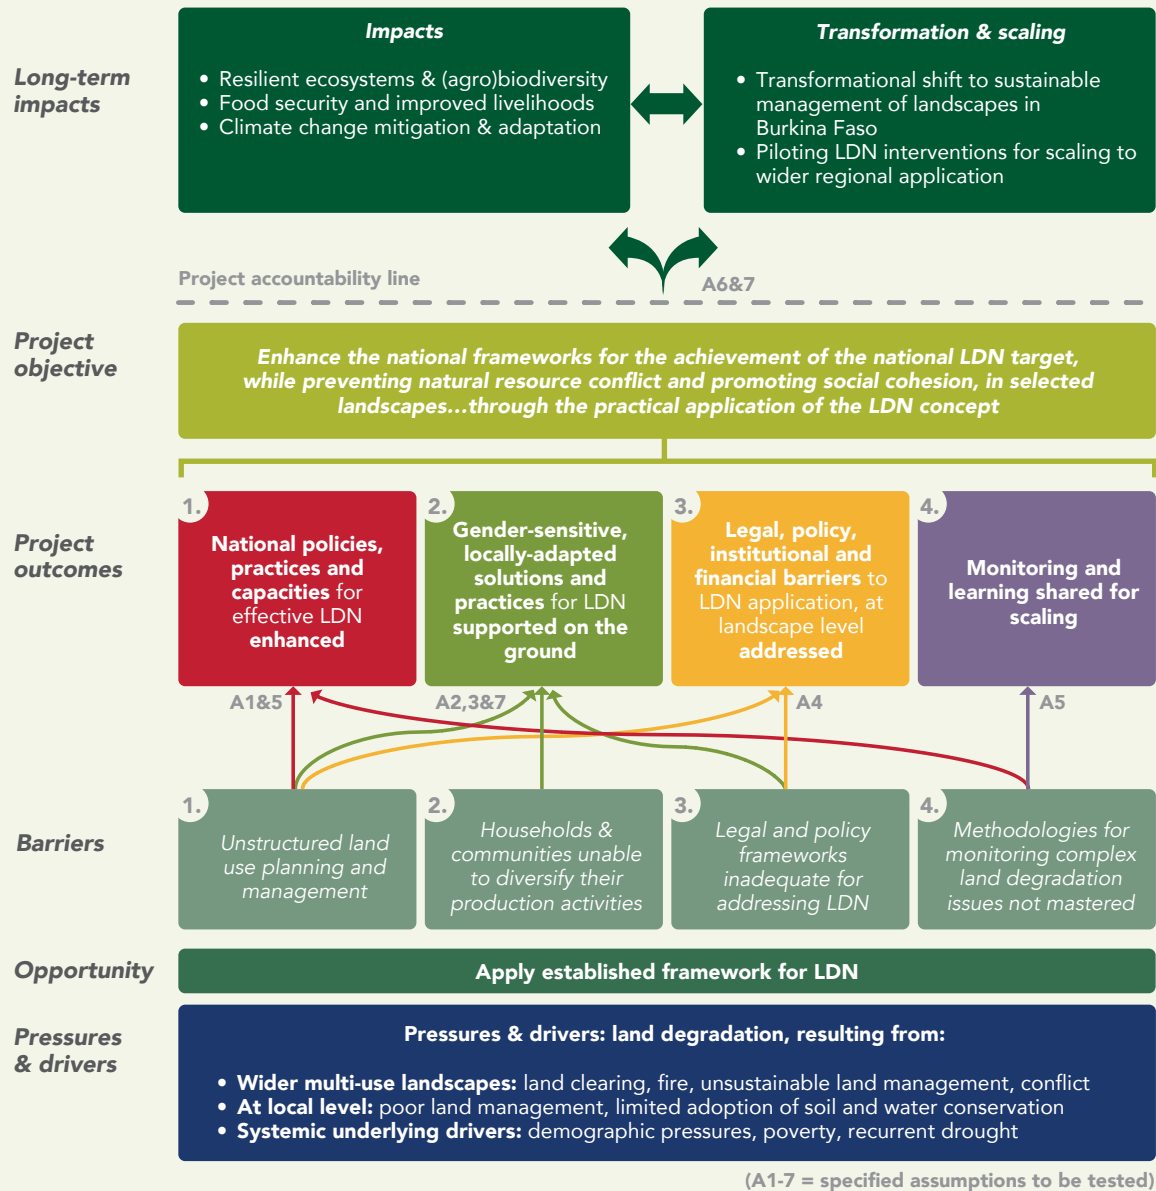 Long-term
impacts
Impacts
• Resilient ecosystems & (agro)biodiversity
• Food security and improved livelihoods
• Climate change mitigation & adaptation
Transformation & scaling
• Transformational shift to sustainable
management of landscapes in
Burkina Faso
• Piloting LDN interventions for scaling to
wider regional application
Project accountability line
A6&7
Project
objective
Enhance the national frameworks for the achievement of the national LDN target,
while preventing natural resource conflict and promoting social cohesion, in selected
landscapes...through the practical application of the LDN concept
Project
outcomes
1.
National policies,
practices and
capacities for
effective LDN
enhanced
2.
Gender-sensitive,
locally-adapted
solutions and
practices for LDN
supported on the
ground
3.
Legal, policy,
institutional and
financial barriers to
LDN application, at
landscape level
addressed
4.
Monitoring and
learning shared for
scaling
A1&5
A2,3&7
A4
A5
Barriers
1.
Unstructured land
use planning and
management
2.
Households &
communities unable
to diversify their
production activities
3.
Legal and policy
frameworks
inadequate for
addressing LDN
4.
Methodologies for
monitoring complex
land degradation
issues not mastered
Opportunity
Apply established framework for LDN
Pressures
& drivers
Pressures & drivers: land degradation, resulting from:
• Wider multi-use landscapes: land clearing, fire, unsustainable land management, conflict
• At local level: poor land management, limited adoption of soil and water conservation
• Systemic underlying drivers: demographic pressures, poverty, recurrent drought
(A1-7 = specified assumptions to be tested)